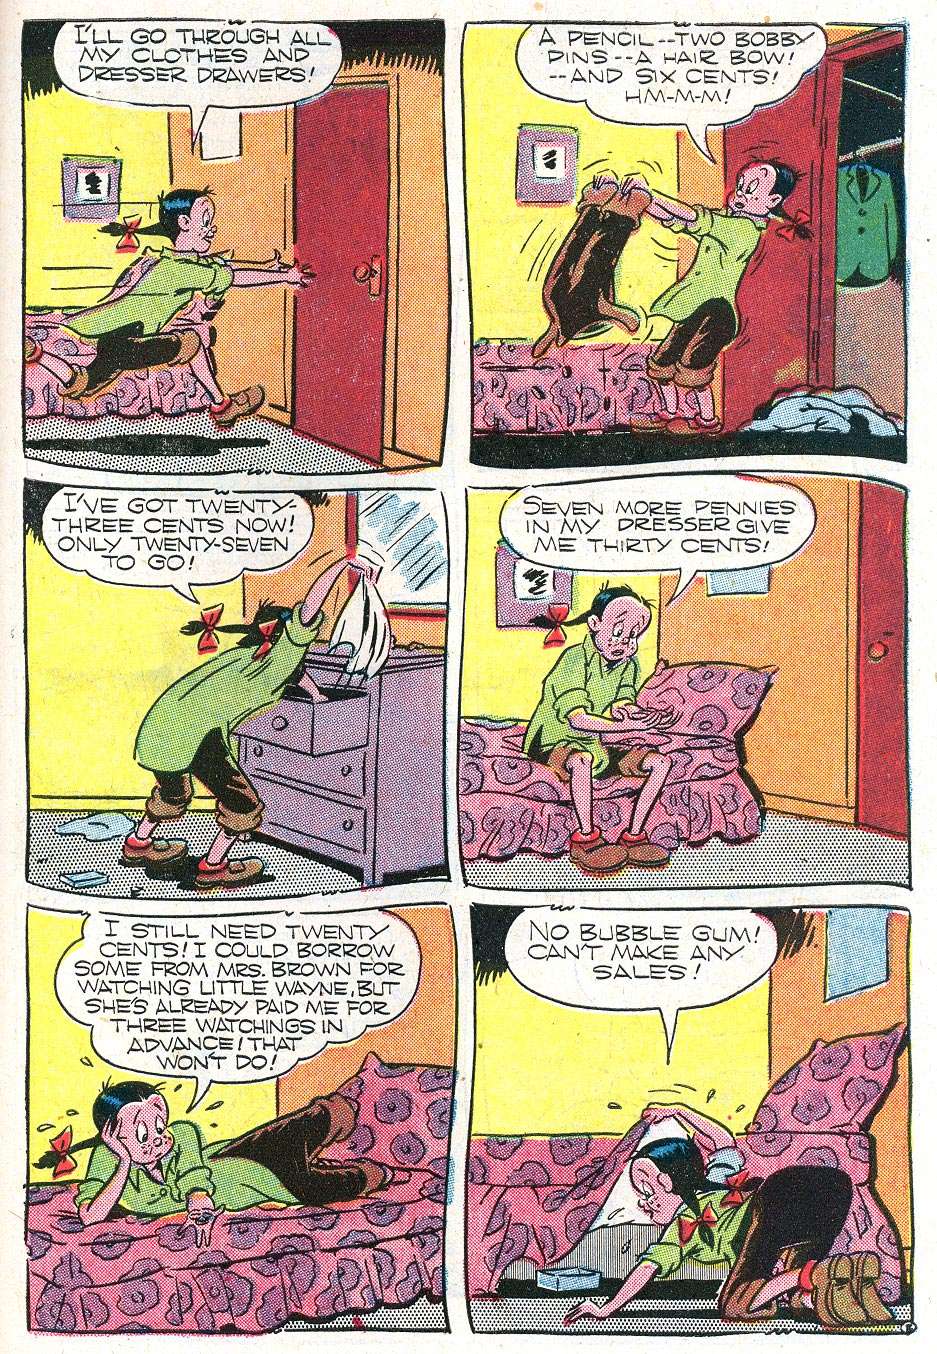 I'LL GO THROUGH ALL
MY CLOTHES AND
DRESSER DRAWERS!
A PENCIL--TWO BOBBY
PINS--A HAIR BOW!
--AND SIX CENTS!
HM-M-M!
I'VE GOT TWENTY-
THREE CENTS NOW!
ONLY TWENTY-SEVEN
TO GO!
SEVEN MORE PENNIES
IN MY DRESSER GIVE
ME THIRTY CENTS!
I STILL NEED TWENTY
CENTS! I COULD BORROW
SOME FROM MRS. BROWN FOR
WATCHING LITTLE WAYNE, BUT
SHE'S ALREADY PAID ME FOR
THREE WATCHINGS IN
ADVANCE! THAT
WON'T DO!
NO BUBBLE GUM!
CAN'T MAKE ANY
SALES!